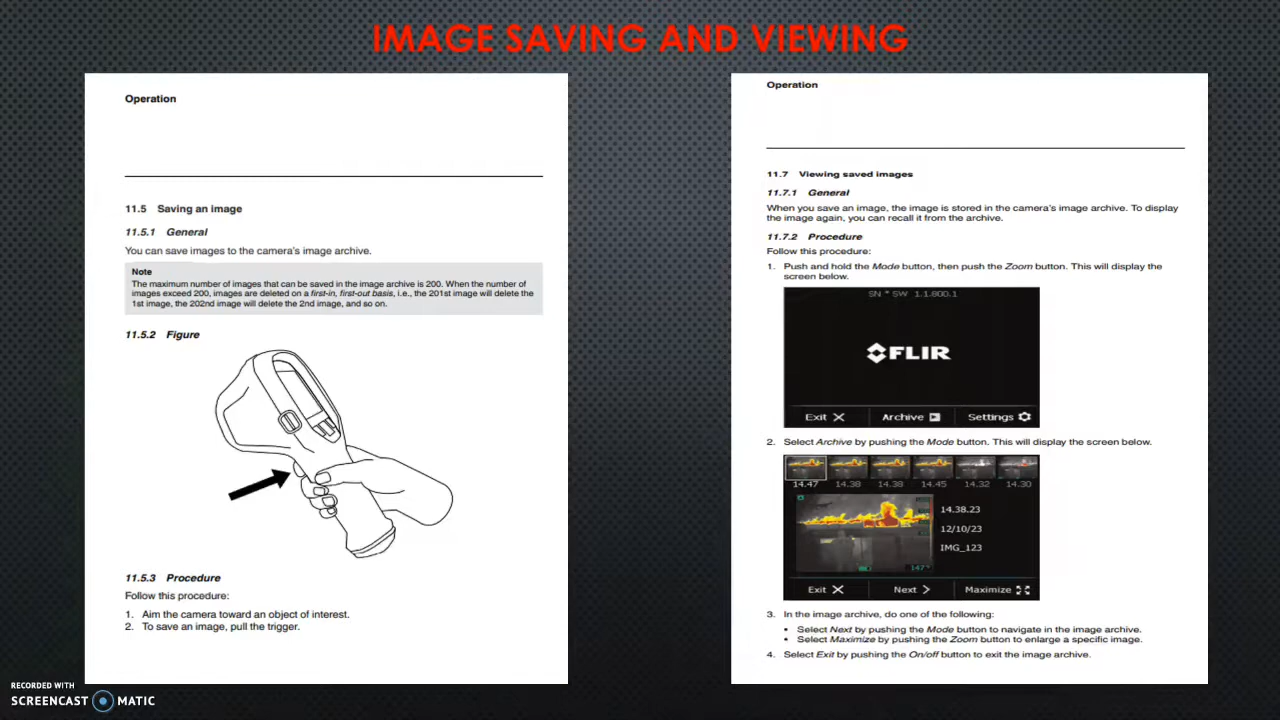 IMAGE SAVING AND VIEWING
Operation
11.5 Saving an image
11.5.1 General
You can save images to the camera's image archive.
Note
The maximum number of images that can be saved in the image archive is 200. When the number of
images exceed 200, images are deleted on a first-in, first-out basis, i.e., the 201st image will delete the
1st image, the 202nd image will delete the 2nd image, and so on.
11.5.2 Figure
11.5.3 Procedure
Follow this procedure:
1. Aim the camera toward an object of interest.
2. To save an image, pull the trigger.
Operation
11.7 Viewing saved images
11.7.1 General
When you save an image, the image is stored in the camera's image archive. To display
the image again, you can recall it from the archive.
11.7.2 Procedure
Follow this procedure:
1. Push and hold the Mode button, then push the Zoom button. This will display the
screen below.
SN * SW 1.1.800.1
FLIR
Exit Archive Settings
2. Select Archive by pushing the Mode button. This will display the screen below.
14.47 14.38 14.38 14.45 14.32 14.30
14.38.23
12/10/23
IMG_123
147°
Exit Next Maximize
3. In the image archive, do one of the following:
• Select Next by pushing the Mode button to navigate in the image archive.
• Select Maximize by pushing the Zoom button to enlarge a specific image.
4. Select Exit by pushing the On/off button to exit the image archive.
RECORDED WITH
SCREENCAST MATIC